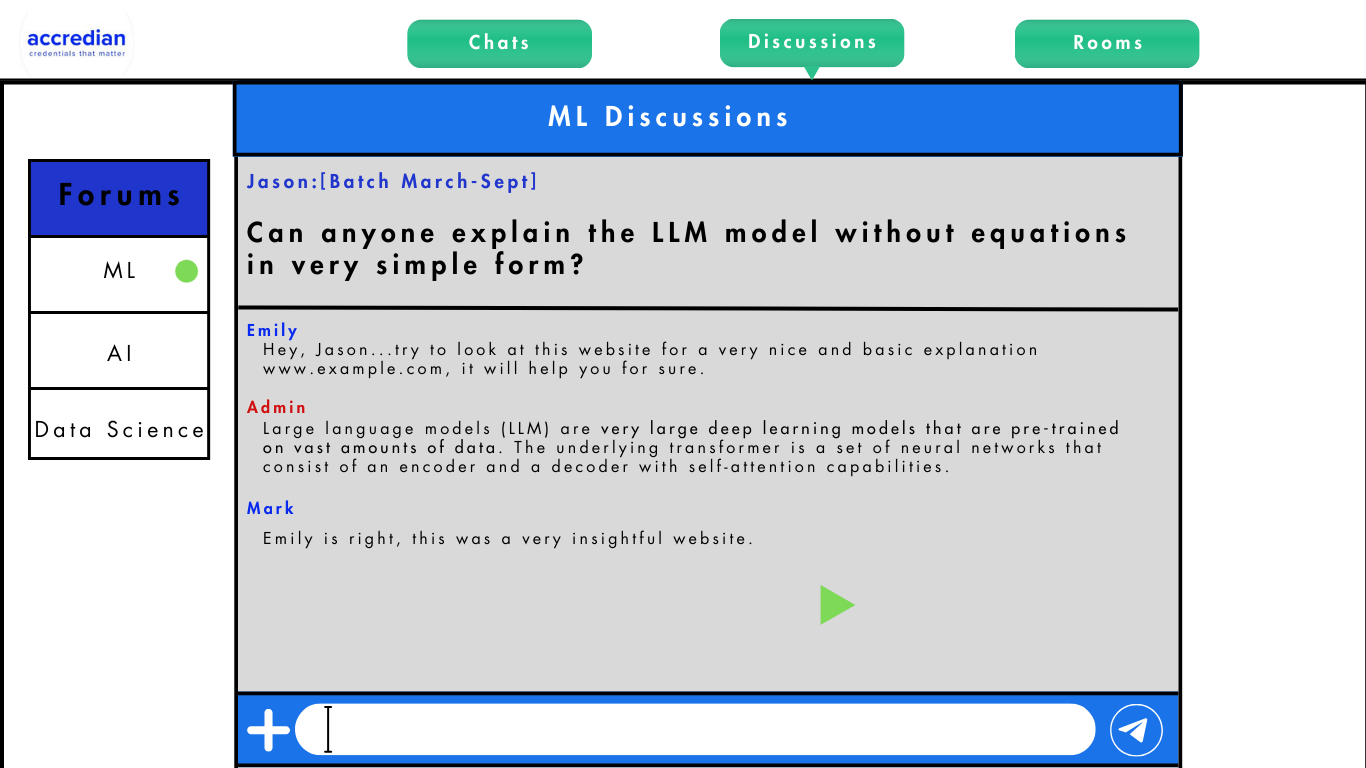 accredian
credentials that matter
Chats
Discussions
Rooms
ML Discussions
Forums
ML
AI
Data Science
Jason:[Batch March-Sept]
Can anyone explain the LLM model without equations
in very simple form?
Emily
Hey, Jason...try to look at this website for a very nice and basic explanation
www.example.com, it will help you for sure.
Admin
Large language models (LLM) are very large deep learning models that are pre-trained
on vast amounts of data. The underlying transformer is a set of neural networks that
consist of an encoder and a decoder with self-attention capabilities.
Mark
Emily is right, this was a very insightful website.